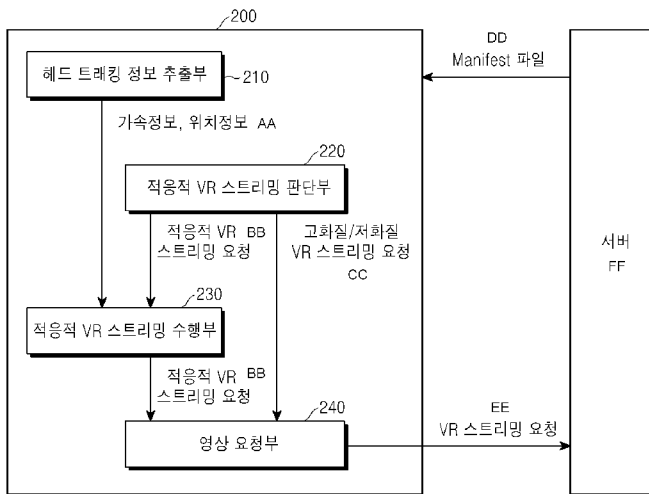 200
DD
Manifest 파일
헤드 트래킹 정보 추출부
210
가속정보, 위치정보 AA
220
적응적 VR 스트리밍 판단부
적응적 VR BB
스트리밍 요청
고화질/저화질
VR 스트리밍 요청
CC
서버
FF
230
적응적 VR 스트리밍 수행부
적응적 VR BB
스트리밍 요청
240
영상 요청부
EE
VR 스트리밍 요청